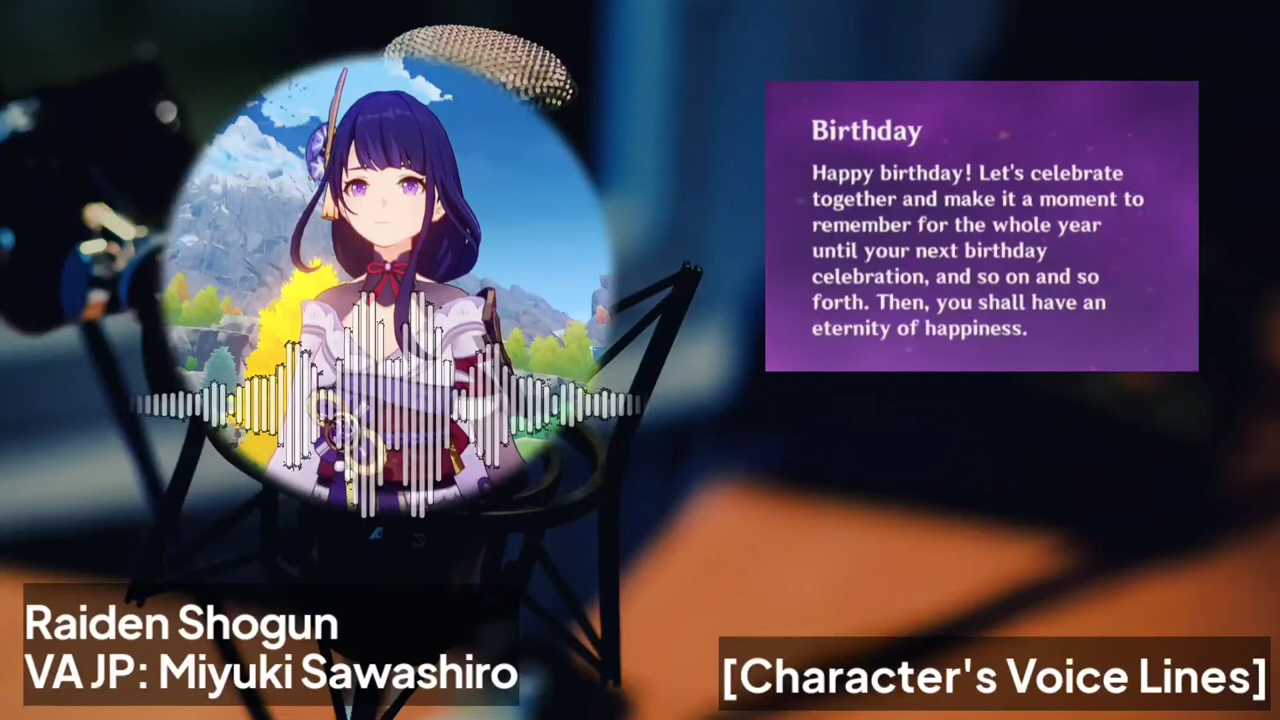 Birthday
Happy birthday! Let's celebrate
together and make it a moment to
remember for the whole year
until your next birthday
celebration, and so on and so
forth. Then, you shall have an
eternity of happiness.
Raiden Shogun
VA JP: Miyuki Sawashiro
[Character's Voice Lines]